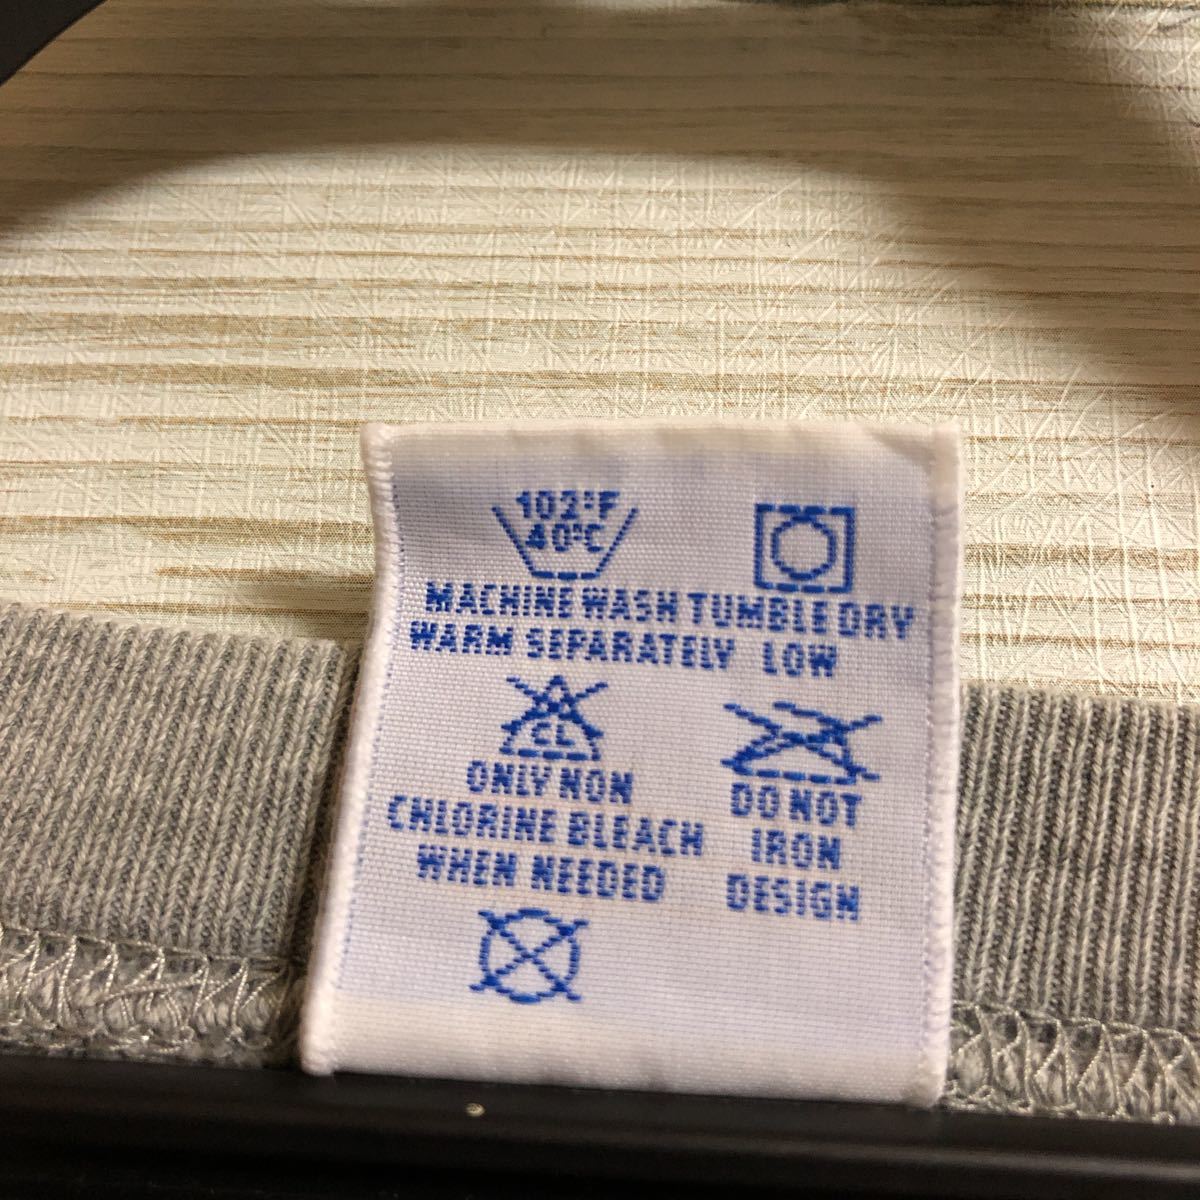 102°F
40°C
MACHINE WASH
WARM SEPARATELY
TUMBLE DRY
LOW
CL
ONLY NON
CHLORINE BLEACH
WHEN NEEDED
DO NOT
IRON
DESIGN